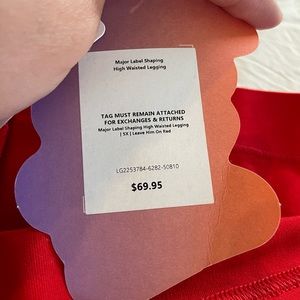 Major Label Shaping
High Waisted Legging
TAG MUST REMAIN ATTACHED
FOR EXCHANGES & RETURNS
Major Label Shaping High Waisted Legging
| 5X | Leave Him On Red
LG2253784-6282-50810
$69.95